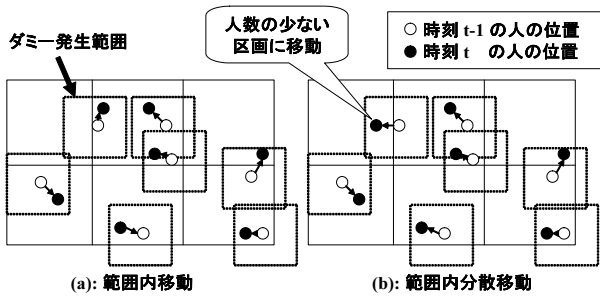 ダミー発生範囲
人数の少ない
区画に移動
時刻 t-1 の人の位置
時刻 t の人の位置
(a): 範囲内移動
(b): 範囲内分散移動